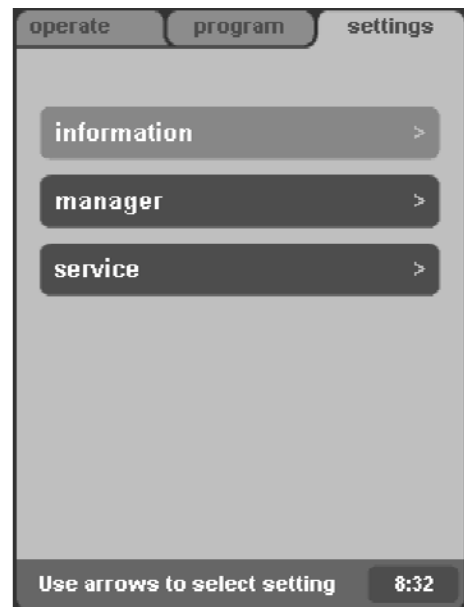 operate program settings
information >
manager >
service >
Use arrows to select setting 8:32